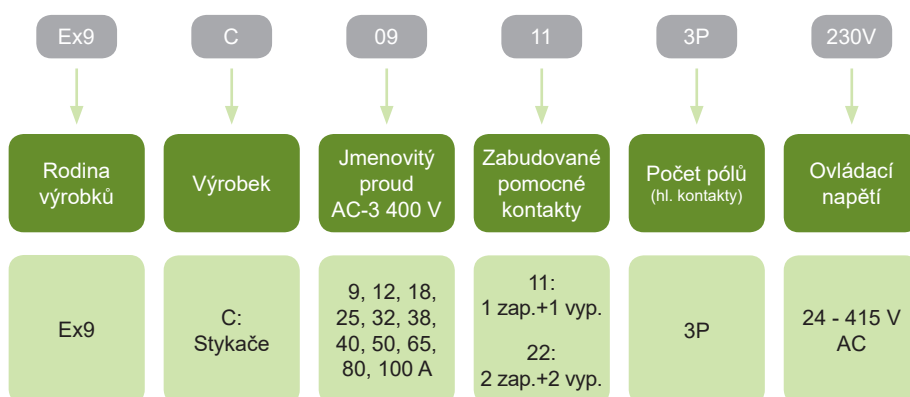 Ex9
C
09
11
3P
230V
Rodina
výrobků
Výrobek
Jmenovitý
proud
AC-3 400 V
Zabudované
pomocné
kontakty
Počet pólů
(hl. kontakty)
Ovládací
napětí
Ex9
C:
Stykače
9, 12, 18,
25, 32, 38,
40, 50, 65,
80, 100 A
11:
1 zap.+1 vyp.
22:
2 zap.+2 vyp.
3P
24 - 415 V
AC